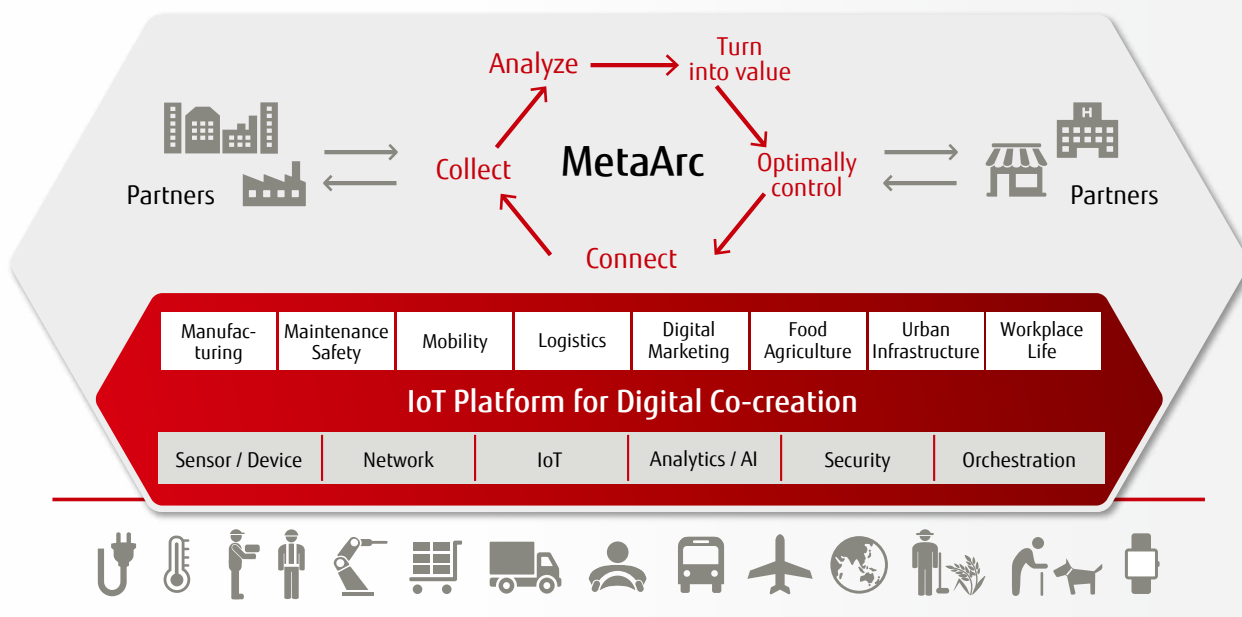 Analyze
Turn
into value
Collect
MetaArc
Optimally
control
Connect
Partners
H
Partners
Manufac-
turing
Maintenance
Safety
Mobility
Logistics
Digital
Marketing
Food
Agriculture
Urban
Infrastructure
Workplace
Life
IoT Platform for Digital Co-creation
Sensor / Device
Network
IoT
Analytics / AI
Security
Orchestration